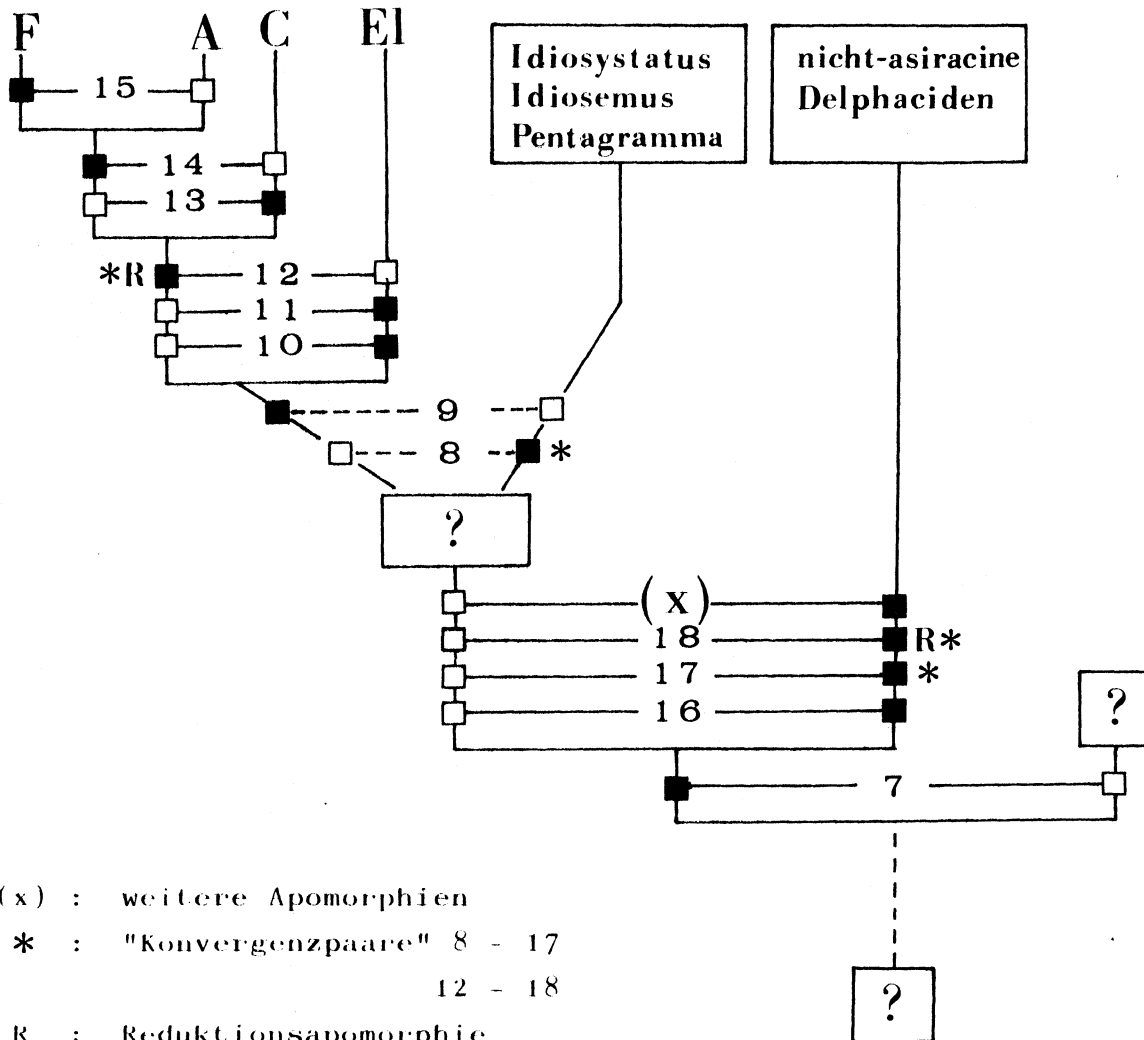 F A C El
Idiosystatus
Idiosemus
Pentagramma
nicht-asiracine
Delphaciden
15
14
13
*R 12
11
10
9
8 *
?
(x)
18 R*
17 *
16
?
7
(x) : weitere Apomorphien
* : "Konvergenzpaare" 8 - 17
12 - 18
?
R : Reduktionsapomorphie